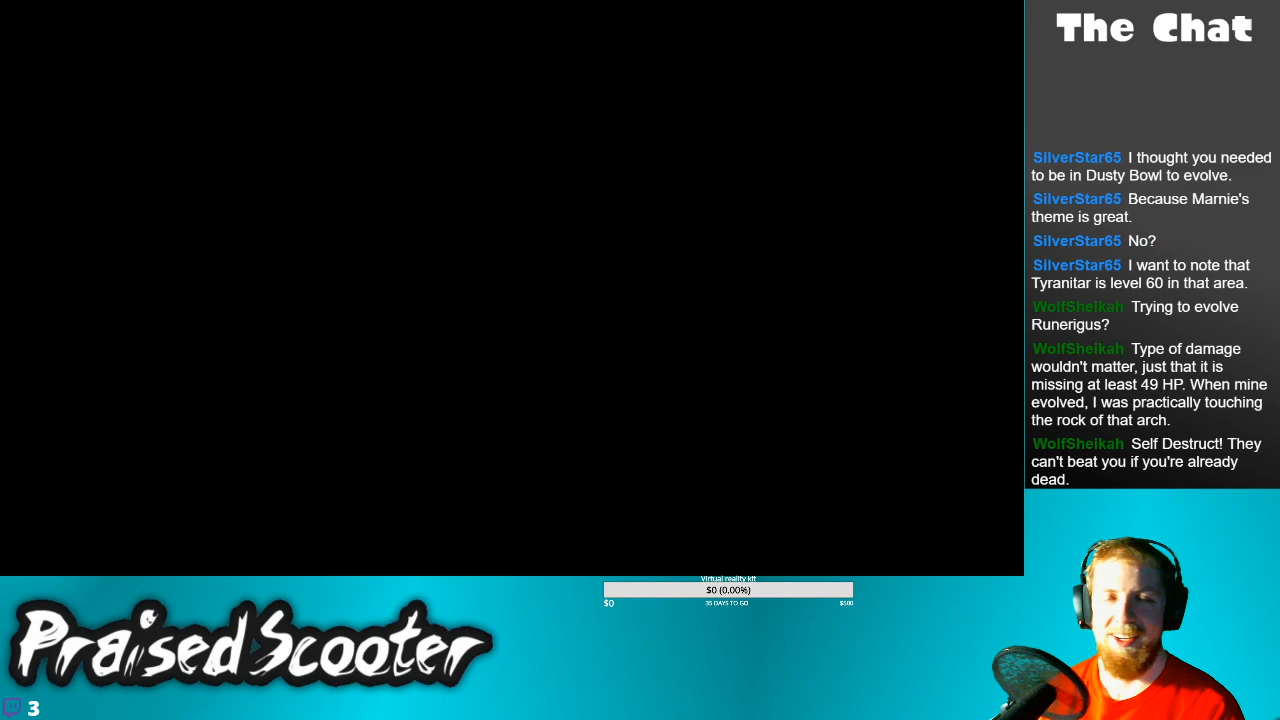 The Chat
SilverStar65 I thought you needed
to be in Dusty Bowl to evolve.
SilverStar65 Because Marnie's
theme is great.
SilverStar65 No?
SilverStar65 I want to note that
Tyranitar is level 60 in that area.
WolfSheikah Trying to evolve
Runerigus?
WolfSheikah Type of damage
wouldn't matter, just that it is
missing at least 49 HP. When mine
evolved, I was practically touching
the rock of that arch.
WolfSheikah Self Destruct! They
can't beat you if you're already
dead.
Virtual reality kit
$0 (0.00%)
$0 35 DAYS TO GO $500
PraisedScooter
3